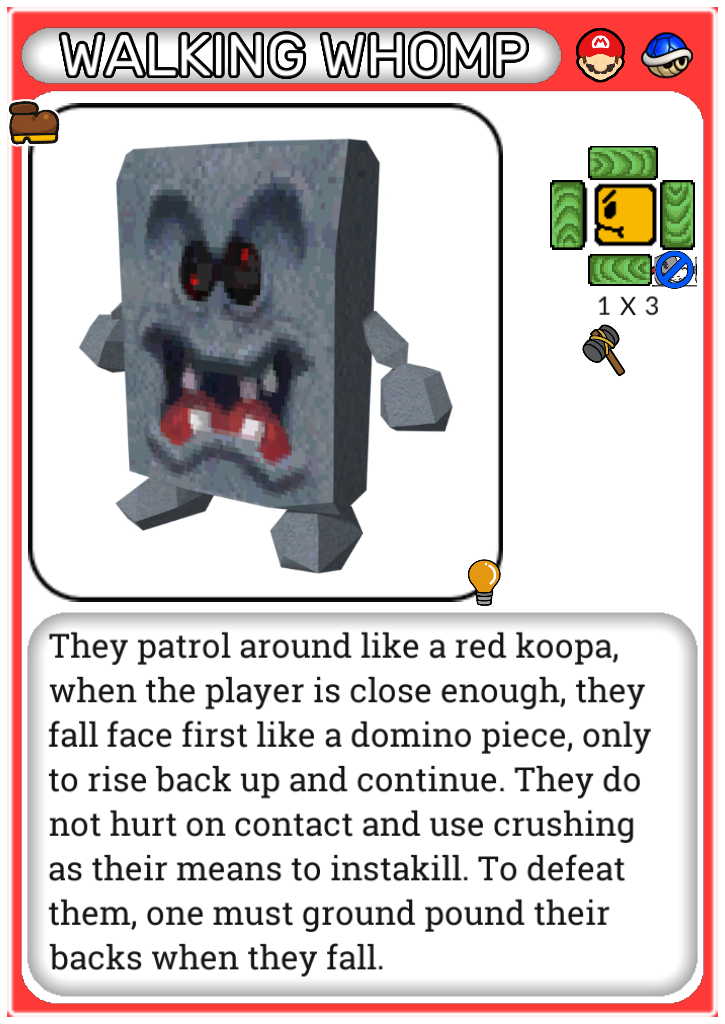 WALKING WHOMP
1 X 3
They patrol around like a red koopa,
when the player is close enough, they
fall face first like a domino piece, only
to rise back up and continue. They do
not hurt on contact and use crushing
as their means to instakill. To defeat
them, one must ground pound their
backs when they fall.